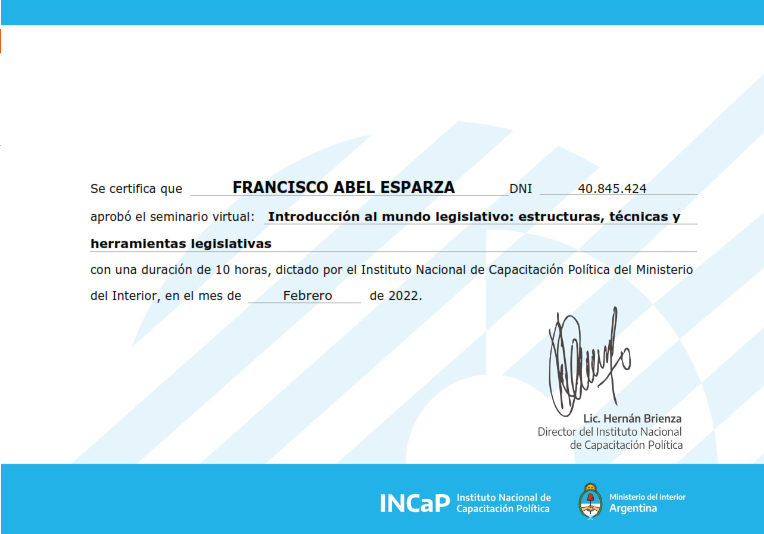 Se certifica que FRANCISCO ABEL ESPARZA DNI 40.845.424
aprobó el seminario virtual: Introducción al mundo legislativo: estructuras, técnicas y
herramientas legislativas
con una duración de 10 horas, dictado por el Instituto Nacional de Capacitación Política del Ministerio
del Interior, en el mes de Febrero de 2022.
Lic. Hernán Brienza
Director del Instituto Nacional
de Capacitación Política
INCaP Instituto Nacional de
Capacitación Política
Ministerio del Interior
Argentina